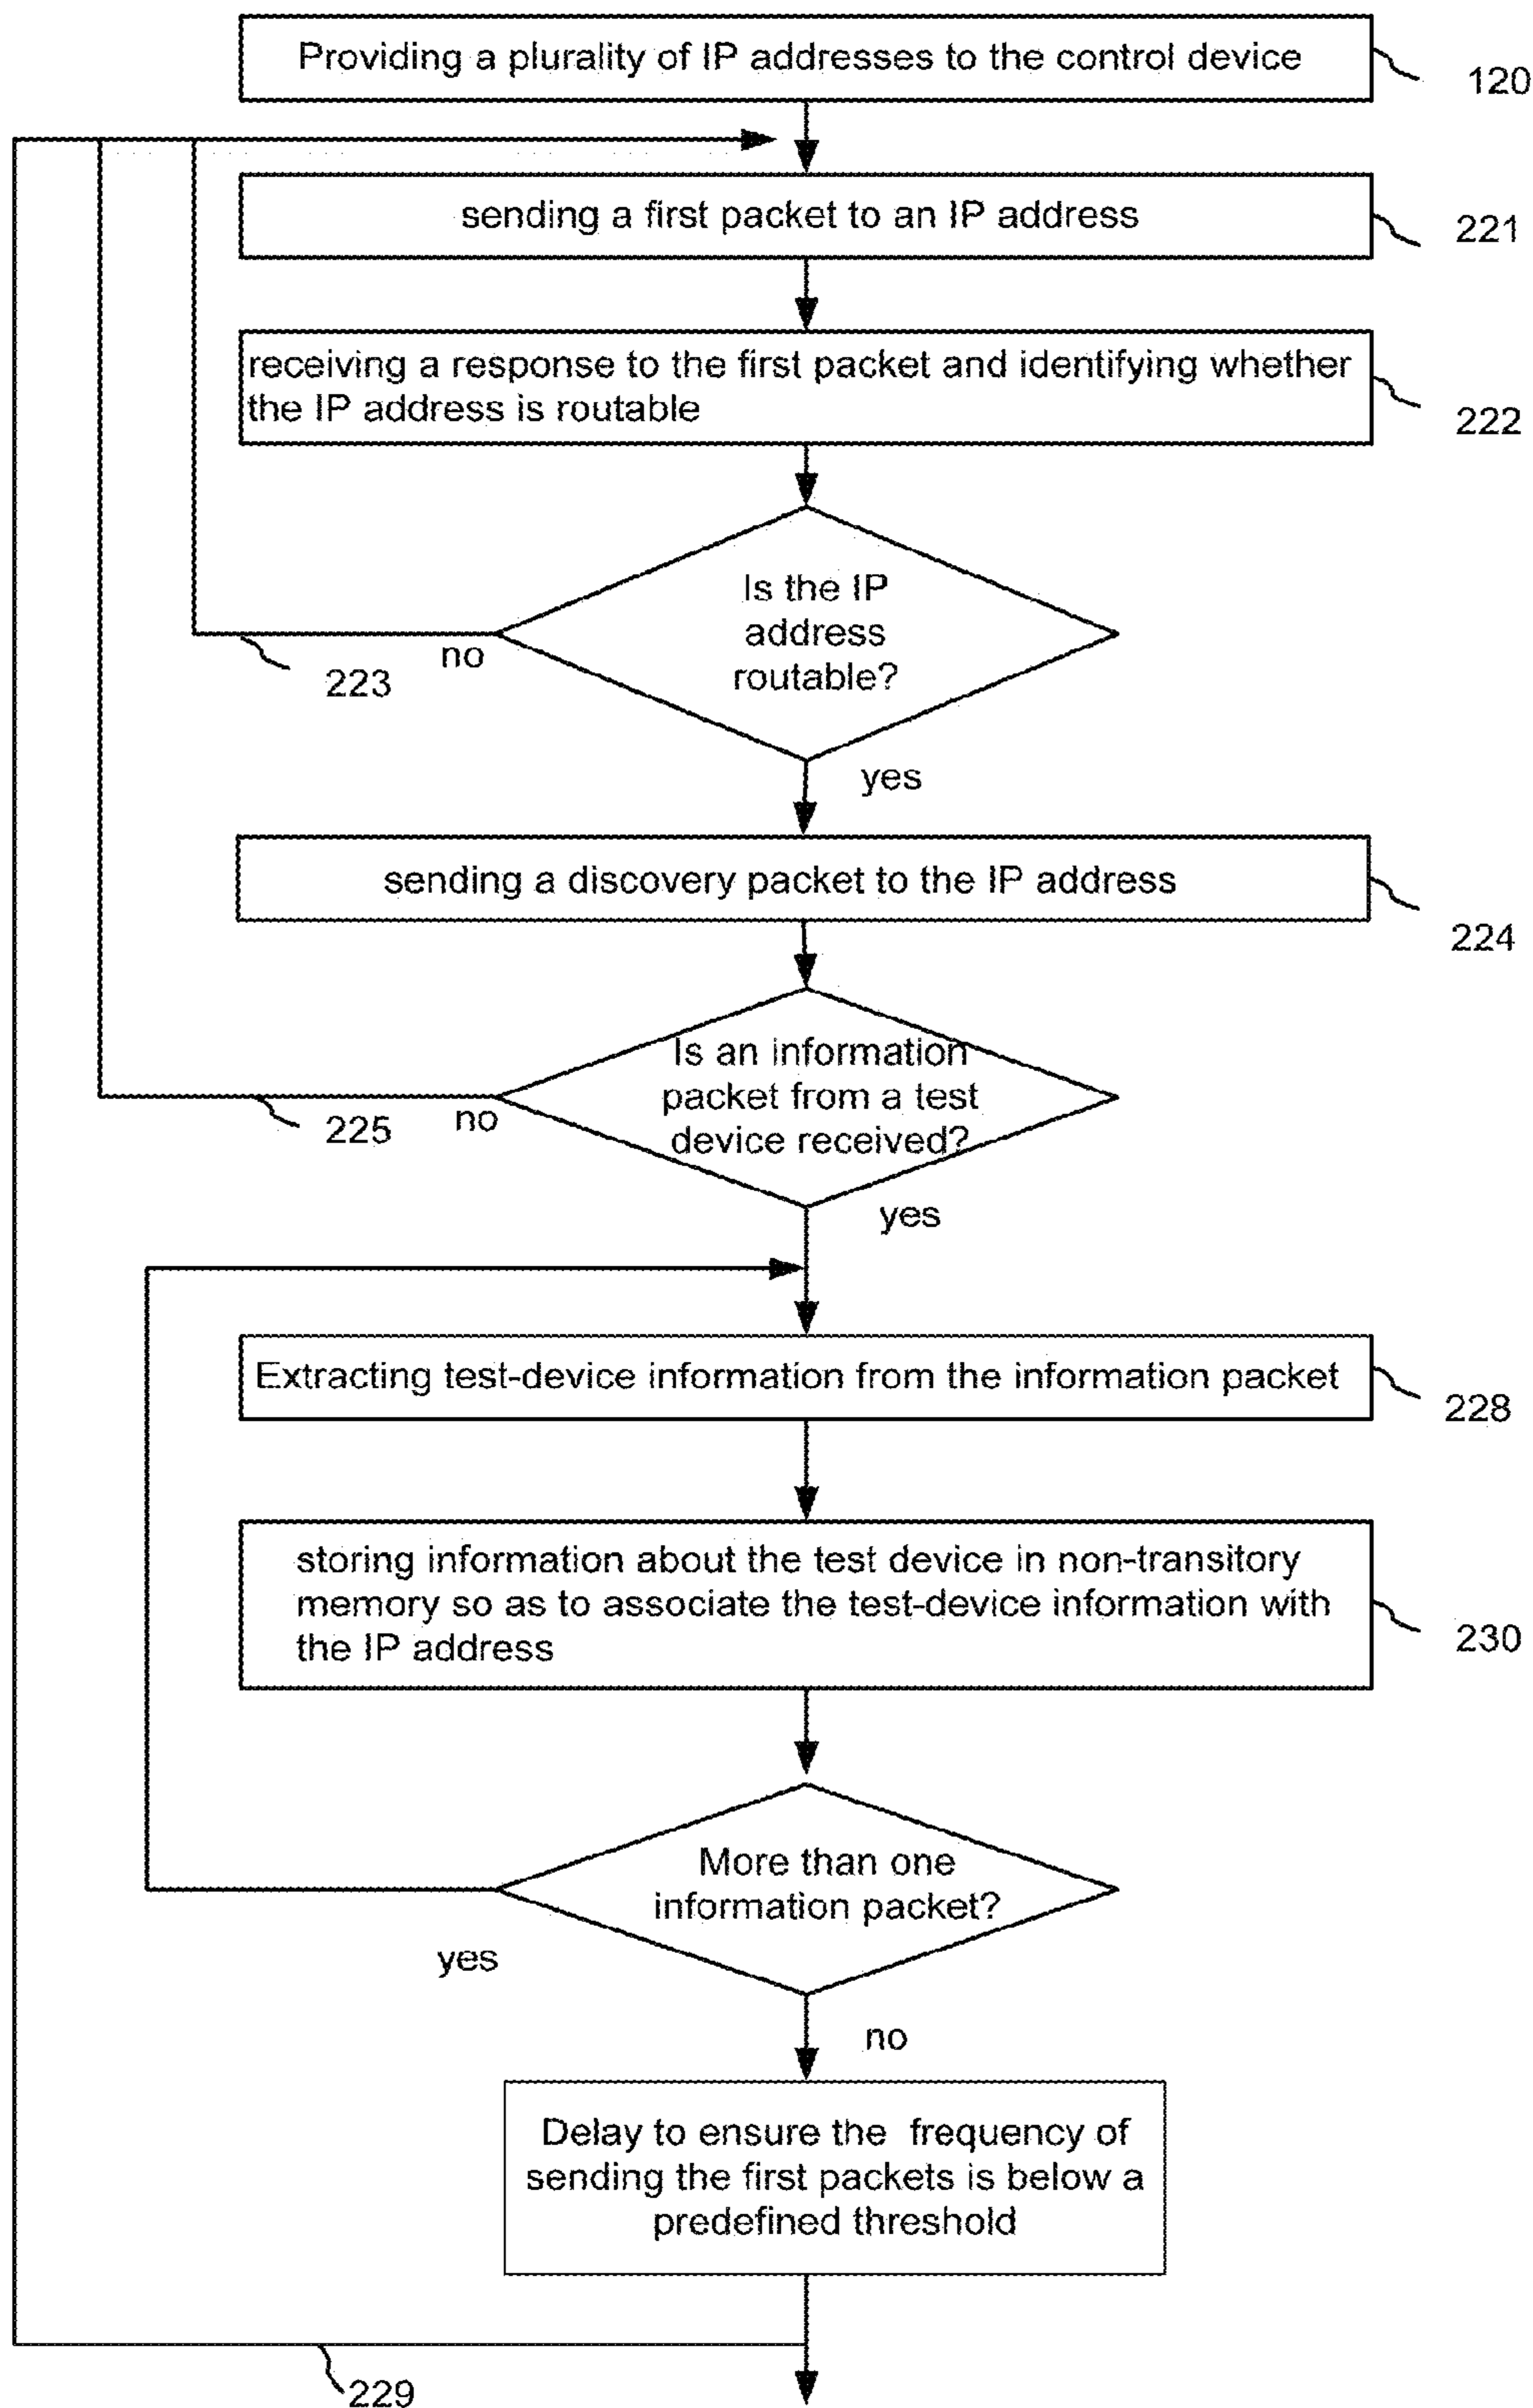 Providing a plurality of IP addresses to the control device
120
sending a first packet to an IP address
221
receiving a response to the first packet and identifying whether
the IP address is routable
222
Is the IP
address
routable?
no
223
yes
sending a discovery packet to the IP address
224
Is an information
packet from a test
device received?
no
225
yes
Extracting test-device information from the information packet
228
storing information about the test device in non-transitory
memory so as to associate the test-device information with
the IP address
230
More than one
information packet?
yes
no
Delay to ensure the frequency of
sending the first packets is below a
predefined threshold
229